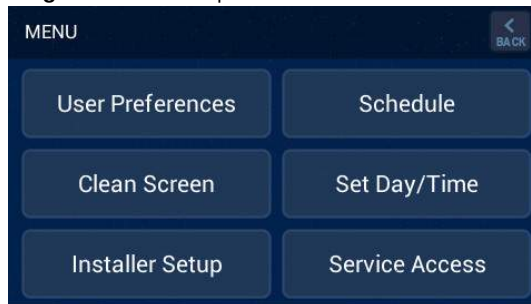 MENU
BACK
User Preferences
Schedule
Clean Screen
Set Day/Time
Installer Setup
Service Access